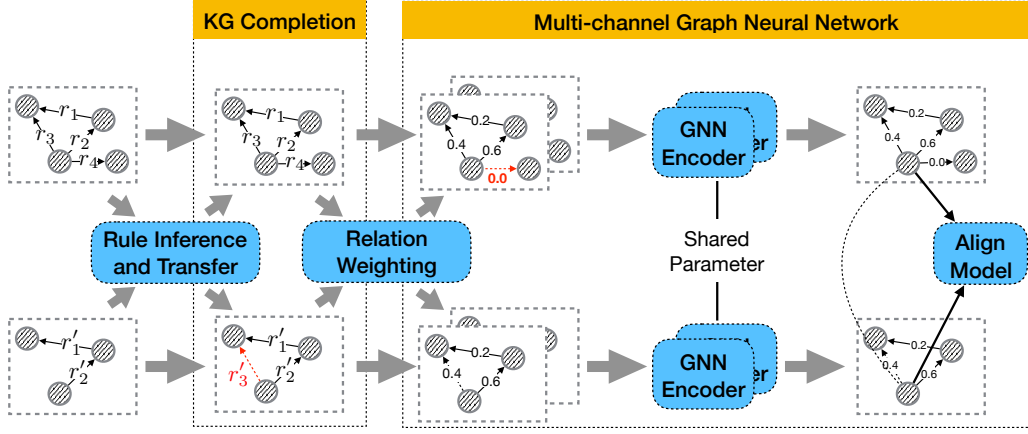 KG Completion
Multi-channel Graph Neural Network
r1
r3
r2
r4
r1
r3
r2
r4
0.2
0.4
0.6
0.0
GNN
Encoder
0.2
0.4
0.6
0.0
Rule Inference
and Transfer
Relation
Weighting
Shared
Parameter
Align
Model
r′1
r′2
r′1
r′3
r′2
0.2
0.4
0.6
GNN
Encoder
0.2
0.4
0.6